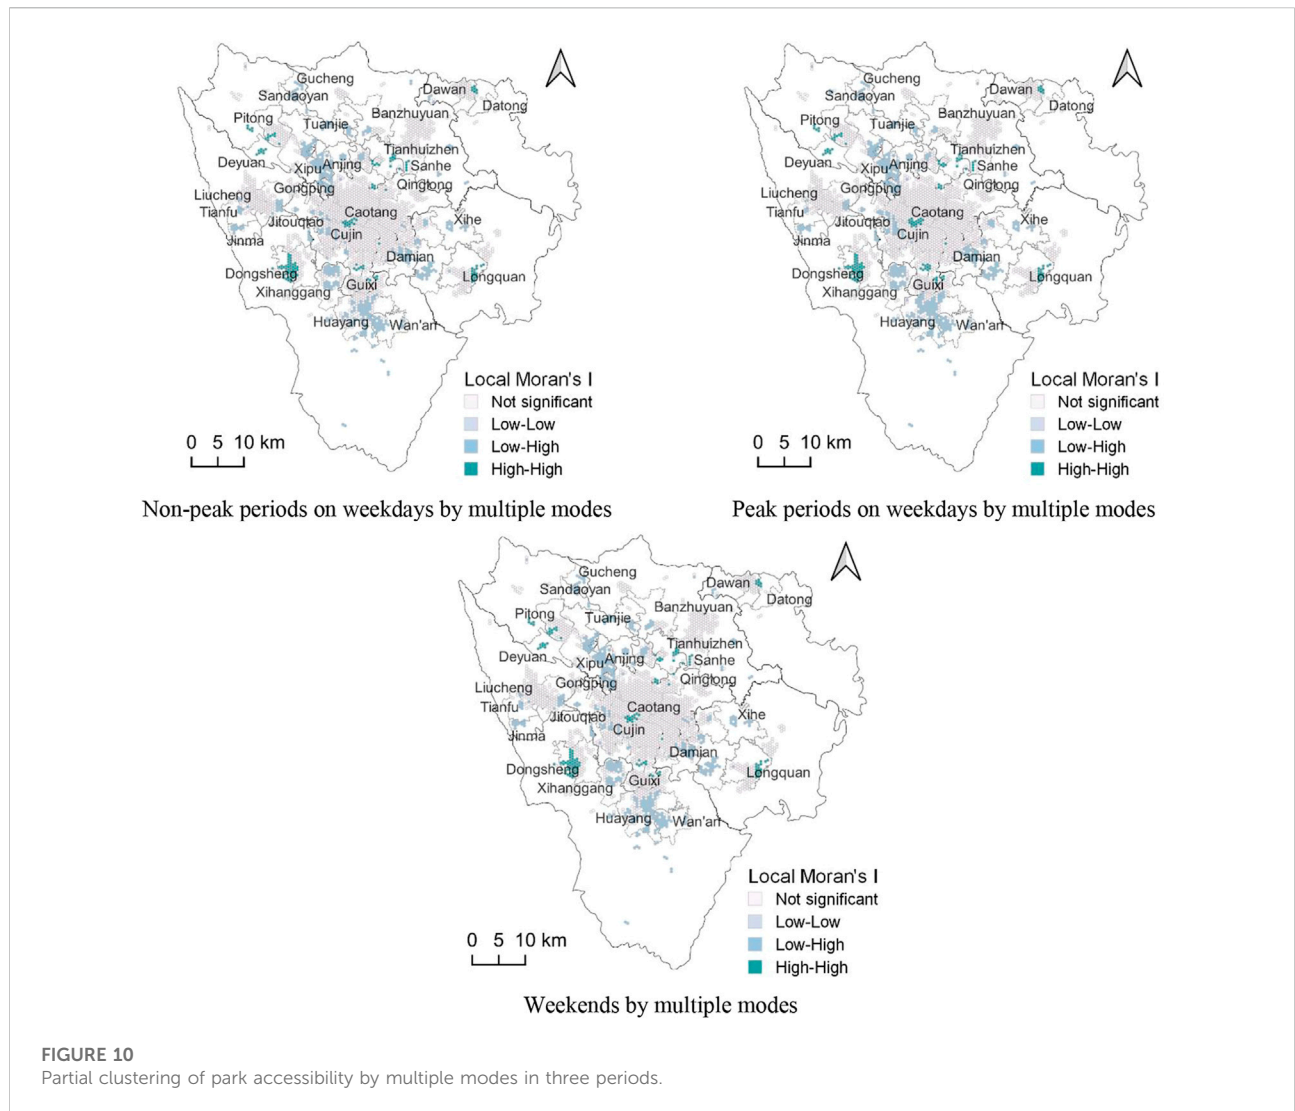 Gucheng
Sandaoyan
Dawan
Datong
Pitong
Banzhuyuan
Tuanjie
Tianhuizhen
Deyuan
Xipu
Anjing
Sanhe
Gongping
Qinglong
Liucheng
Tianfu
Caotang
Jitouqiao
Xihe
Jinma
Cujin
Damian
Dongsheng
Longquan
Xihanggang
Guixi
Huayang
Wan'an
Local Moran's I
Not significant
Low-Low
Low-High
High-High
0 5 10 km
Non-peak periods on weekdays by multiple modes
Gucheng
Sandaoyan
Dawan
Datong
Pitong
Banzhuyuan
Tuanjie
Tianhuizhen
Deyuan
Xipu
Anjing
Sanhe
Gongping
Qinglong
Liucheng
Tianfu
Caotang
Jitouqiao
Xihe
Jinma
Cujin
Damian
Dongsheng
Longquan
Xihanggang
Guixi
Huayang
Wan'an
Local Moran's I
Not significant
Low-Low
Low-High
High-High
0 5 10 km
Peak periods on weekdays by multiple modes
Gucheng
Sandaoyan
Dawan
Datong
Pitong
Banzhuyuan
Tuanjie
Tianhuizhen
Deyuan
Xipu
Anjing
Sanhe
Gongping
Qinglong
Liucheng
Tianfu
Caotang
Jitouqiao
Xihe
Jinma
Cujin
Damian
Dongsheng
Longquan
Xihanggang
Guixi
Huayang
Wan'an
Local Moran's I
Not significant
Low-Low
Low-High
High-High
0 5 10 km
Weekends by multiple modes
FIGURE 10
Partial clustering of park accessibility by multiple modes in three periods.